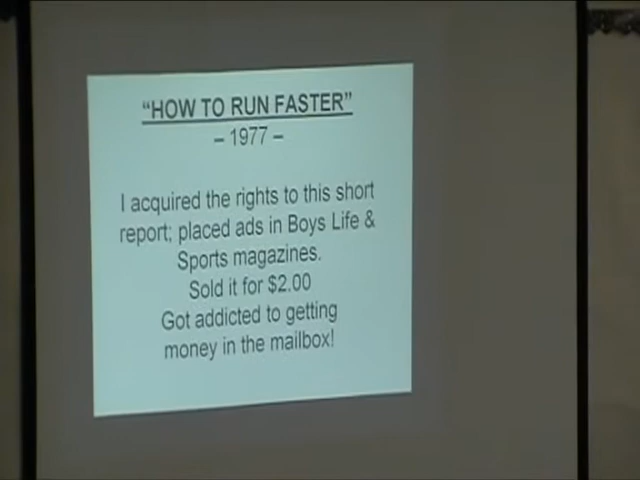 “HOW TO RUN FASTER”
– 1977 –
I acquired the rights to this short
report; placed ads in Boys Life &
Sports magazines.
Sold it for $2.00
Got addicted to getting
money in the mailbox!